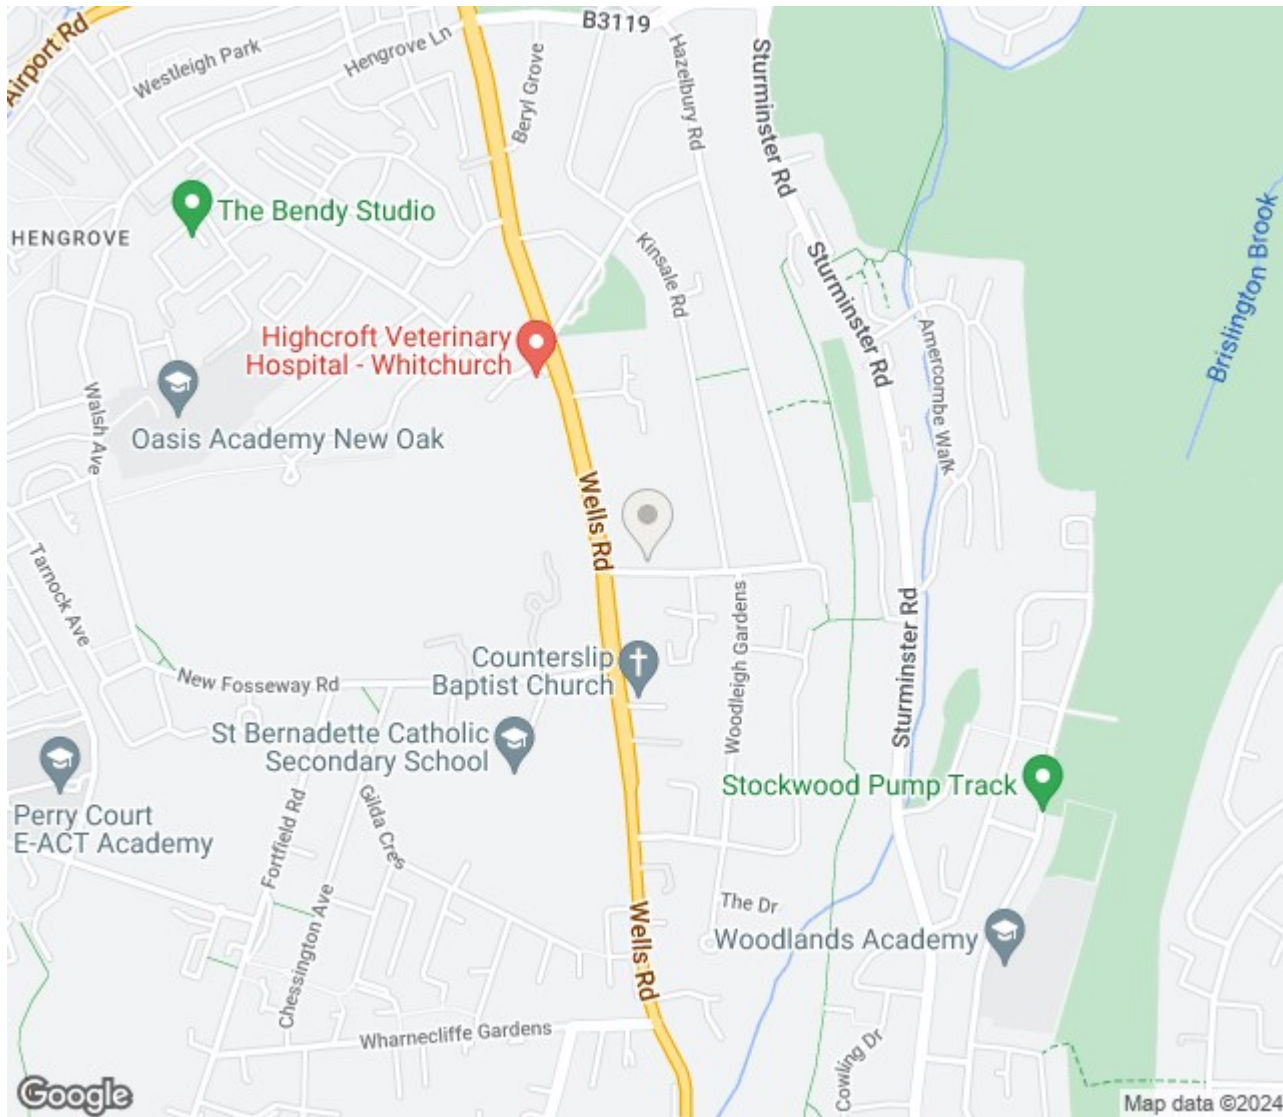 Airport Rd
Westleigh Park
Hengrove Ln
B3119
Beryl Grove
Hazelbury Rd
Sturminster Rd
The Bendy Studio
HENGROVE
Kinsale Rd
Sturminster Rd
Brislington Brook
Highcroft Veterinary
Hospital - Whitchurch
Amercombe Walk
Walsh Ave
Oasis Academy New Oak
Wells Rd
Tarnock Ave
Woodleigh Gardens
Sturminster Rd
Counterslip
Baptist Church
New Fosseway Rd
St Bernadette Catholic
Secondary School
Stockwood Pump Track
Perry Court
E-ACT Academy
Fortfield Rd
Gilda Cres
Chessington Ave
The Dr
Woodlands Academy
Wells Rd
Wharnecliffe Gardens
Cowling Dr
Google
Map data ©2024